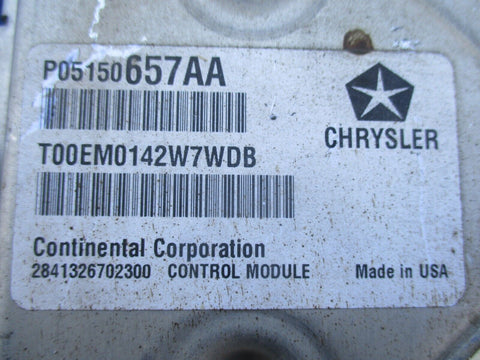 P05150657AA
CHRYSLER
T00EM0142W7WDB
Continental Corporation
2841326702300 CONTROL MODULE Made in USA